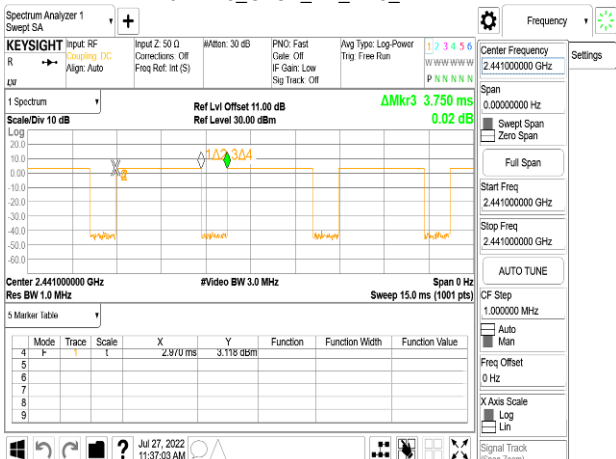 Spectrum Analyzer 1
Swept SA
Frequency
KEYSIGHT
R
Input: RF
Coupling: DC
Align: Auto
Input Z: 50 Ω
Corrections: Off
Freq Ref: Int (S)
#Atten: 30 dB
PNO: Fast
Gate: Off
IF Gain: Low
Sig Track: Off
Avg Type: Log-Power
Trig: Free Run
1 2 3 4 5 6
W W W W W W
P N N N N N
1 Spectrum
Scale/Div 10 dB
Ref Lvl Offset 11.00 dB
Ref Level 30.00 dBm
ΔMkr3 3.750 ms
0.02 dB
Log
20.0
10.0
0.00
-10.0
-20.0
-30.0
-40.0
-50.0
-60.0
Center 2.441000000 GHz
Res BW 1.0 MHz
#Video BW 3.0 MHz
Span 0 Hz
Sweep 15.0 ms (1001 pts)
5 Marker Table
Mode Trace Scale X Y Function Function Width Function Value
4 F 1 t 2.970 ms 3.118 dBm
5
6
7
8
9
Jul 27, 2022
11:37:03 AM
Center Frequency
2.441000000 GHz
Settings
Span
0.00000000 Hz
Swept Span
Zero Span
Full Span
Start Freq
2.441000000 GHz
Stop Freq
2.441000000 GHz
AUTO TUNE
CF Step
1.000000 MHz
Auto
Man
Freq Offset
0 Hz
X Axis Scale
Log
Lin
Signal Track
(Span Zoom)